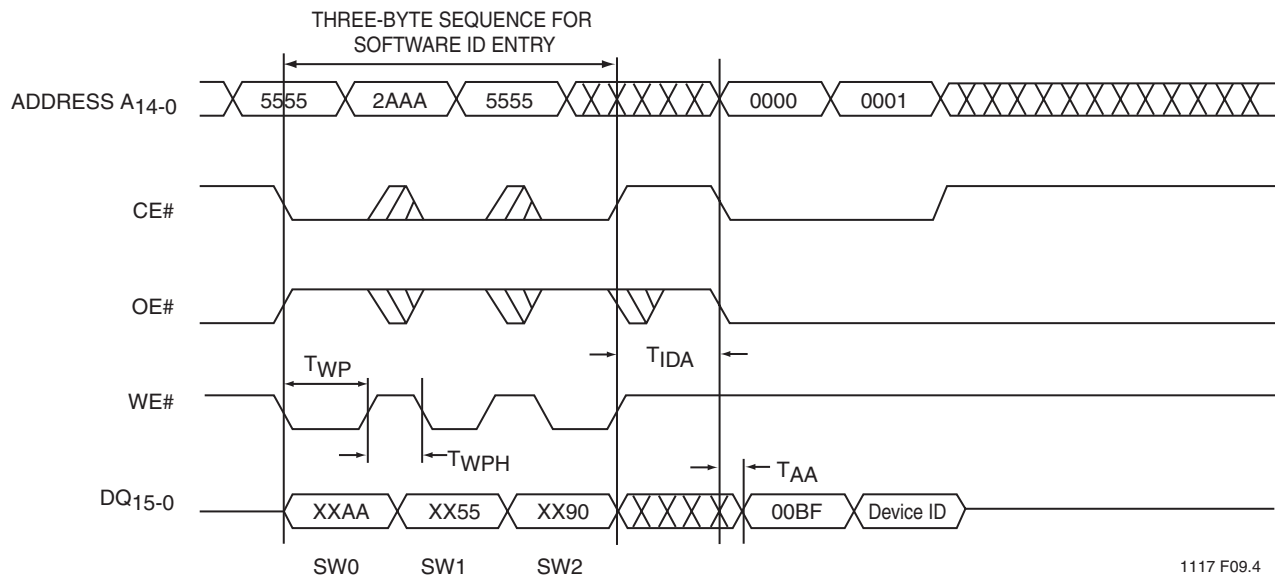 THREE-BYTE SEQUENCE FOR
SOFTWARE ID ENTRY
ADDRESS A14-0
5555 2AAA 5555 0000 0001
CE#
OE#
TIDA
TWP
WE#
TWPH
TAA
DQ15-0
XXAA XX55 XX90 00BF Device ID
SW0 SW1 SW2
1117 F09.4